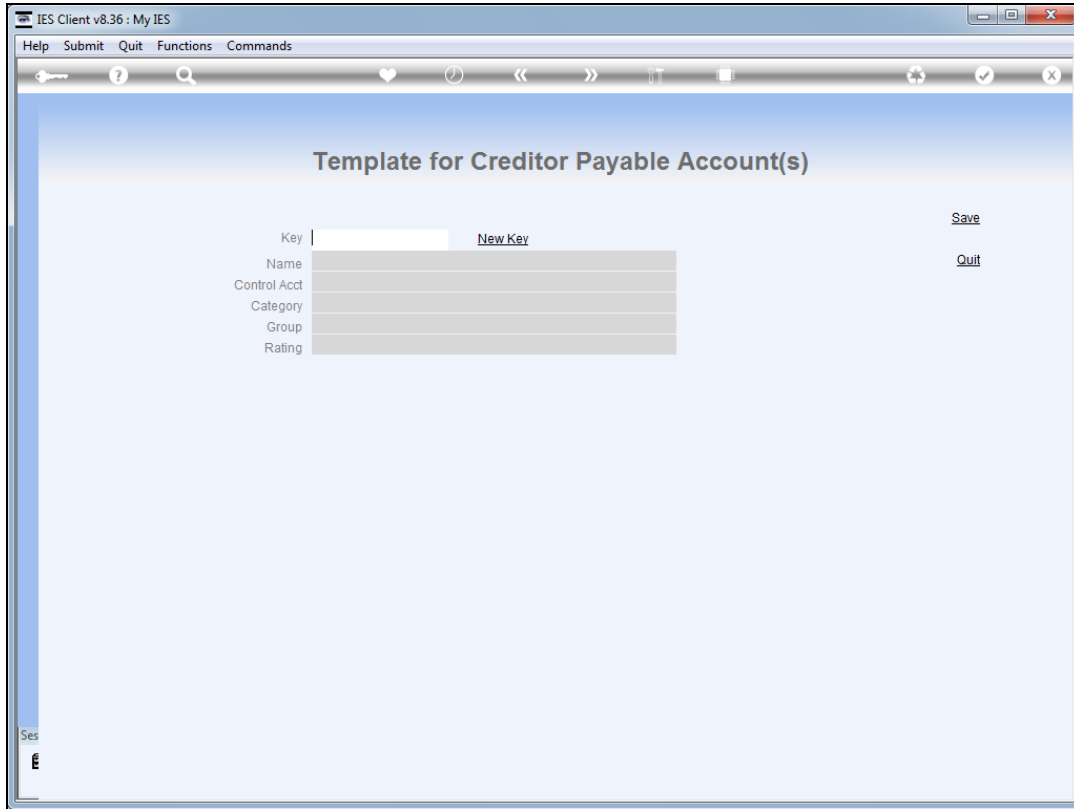 IES Client v8.36 : My IES
Help Submit Quit Functions Commands
Template for Creditor Payable Account(s)
Save
Key New Key
Quit
Name
Control Acct
Category
Group
Rating
Ses